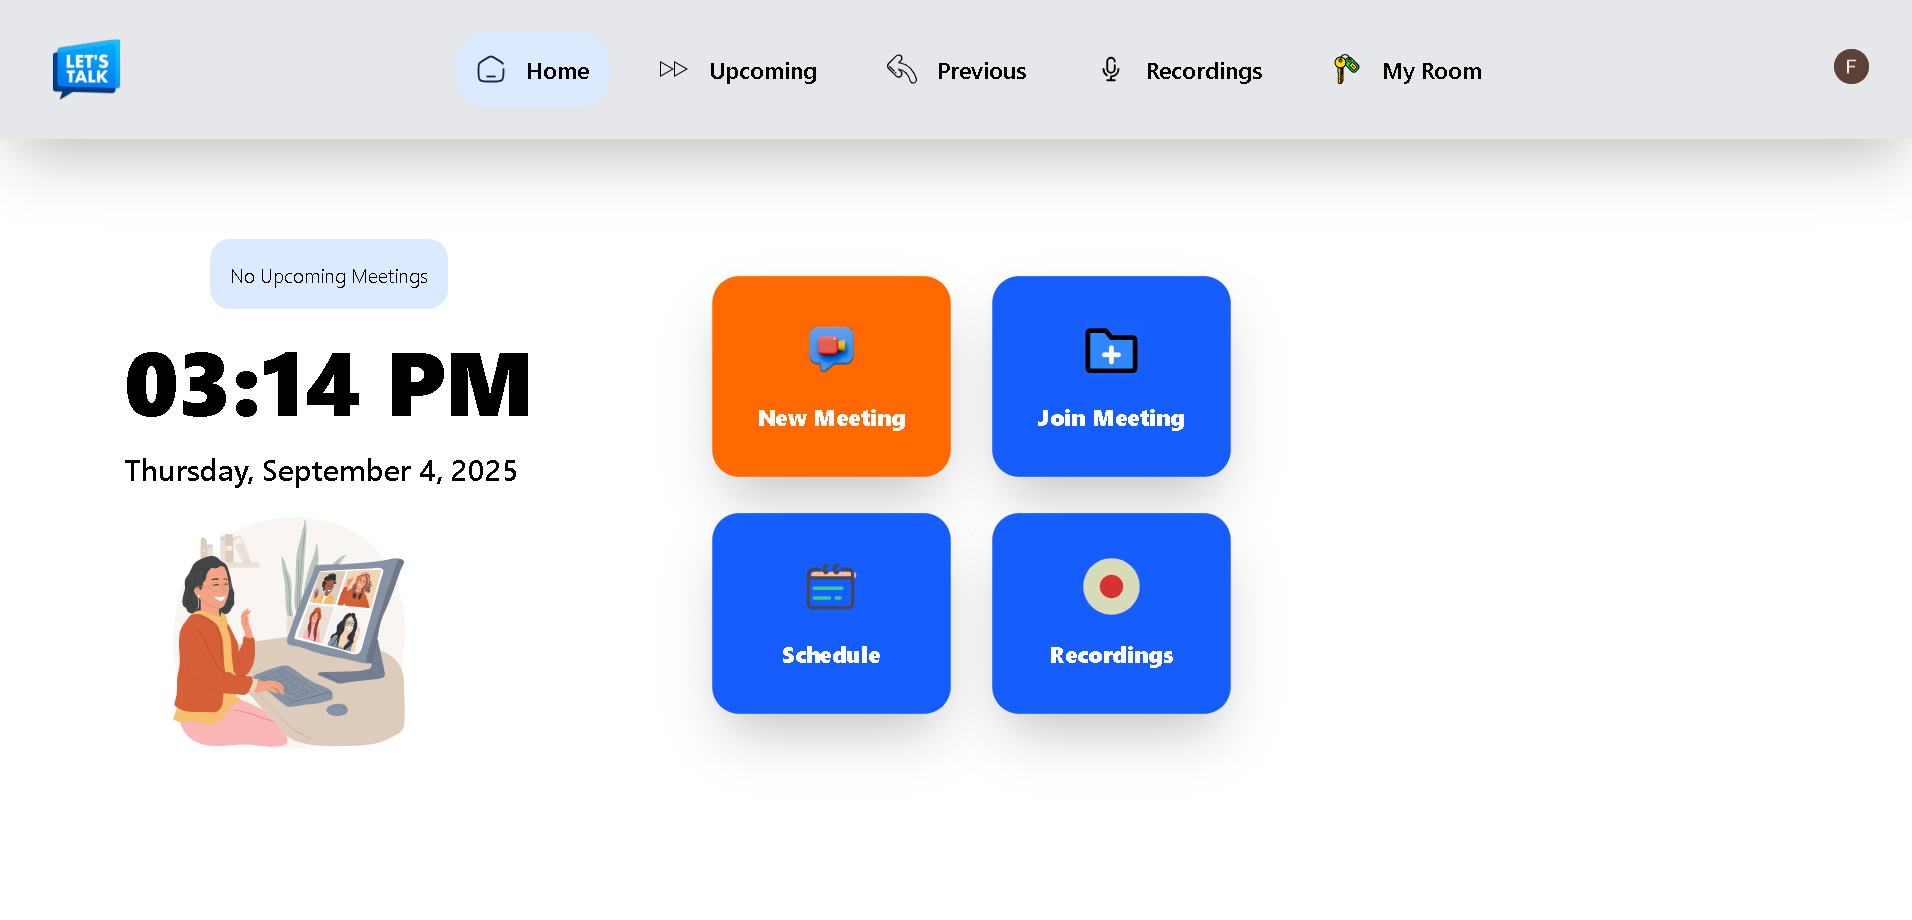 LET'S
TALK
Home
Upcoming
Previous
Recordings
My Room
F
No Upcoming Meetings
03:14 PM
Thursday, September 4, 2025
New Meeting
Join Meeting
Schedule
Recordings